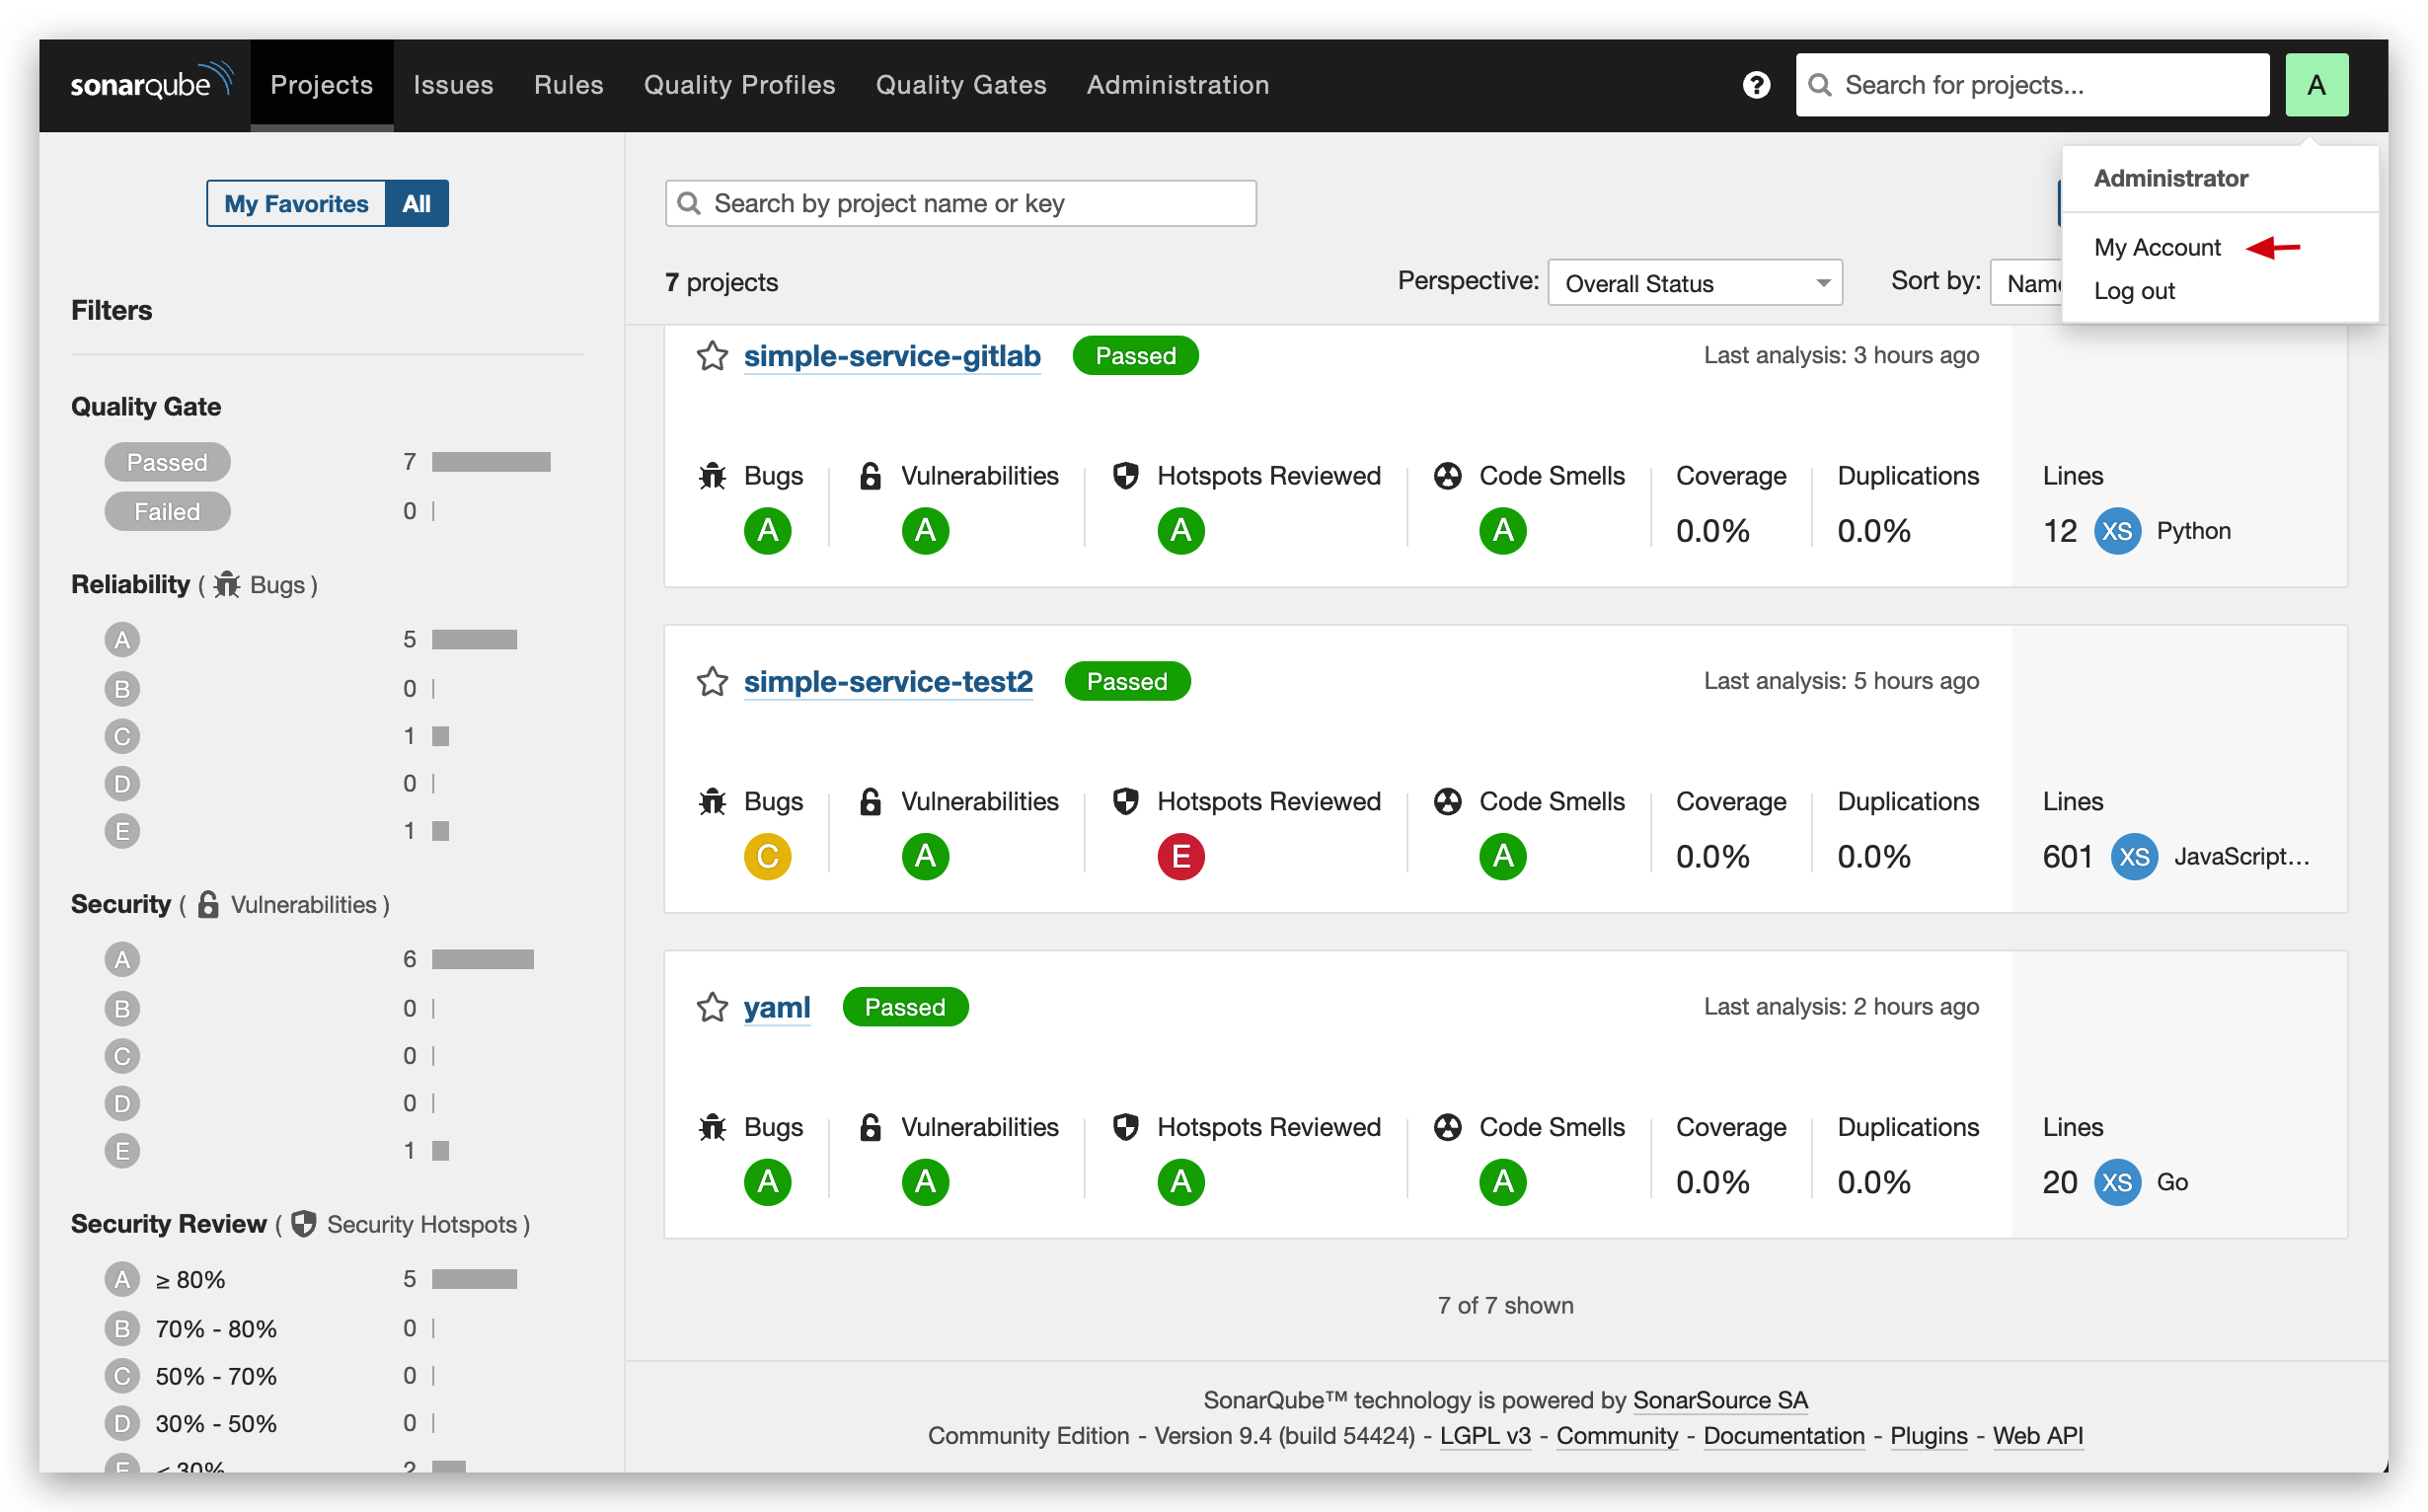 sonarqube Projects Issues Rules Quality Profiles Quality Gates Administration ? Search for projects... A
Administrator
My Account
Log out
My Favorites All
Search by project name or key
7 projects Perspective: Overall Status Sort by:
Filters
Quality Gate
Passed 7
Failed 0
Reliability ( Bugs )
A 5
B 0
C 1
D 0
E 1
Security ( Vulnerabilities )
A 6
B 0
C 0
D 0
E 1
Security Review ( Security Hotspots )
A ≥ 80% 5
B 70% - 80% 0
C 50% - 70% 0
D 30% - 50% 0
E < 30% 2
simple-service-gitlab Passed Last analysis: 3 hours ago
Bugs Vulnerabilities Hotspots Reviewed Code Smells Coverage Duplications Lines
A A A A 0.0% 0.0% 12 XS Python
simple-service-test2 Passed Last analysis: 5 hours ago
Bugs Vulnerabilities Hotspots Reviewed Code Smells Coverage Duplications Lines
C A E A 0.0% 0.0% 601 XS JavaScript...
yaml Passed Last analysis: 2 hours ago
Bugs Vulnerabilities Hotspots Reviewed Code Smells Coverage Duplications Lines
A A A A 0.0% 0.0% 20 XS Go
7 of 7 shown
SonarQube™ technology is powered by SonarSource SA
Community Edition - Version 9.4 (build 54424) - LGPL v3 - Community - Documentation - Plugins - Web API